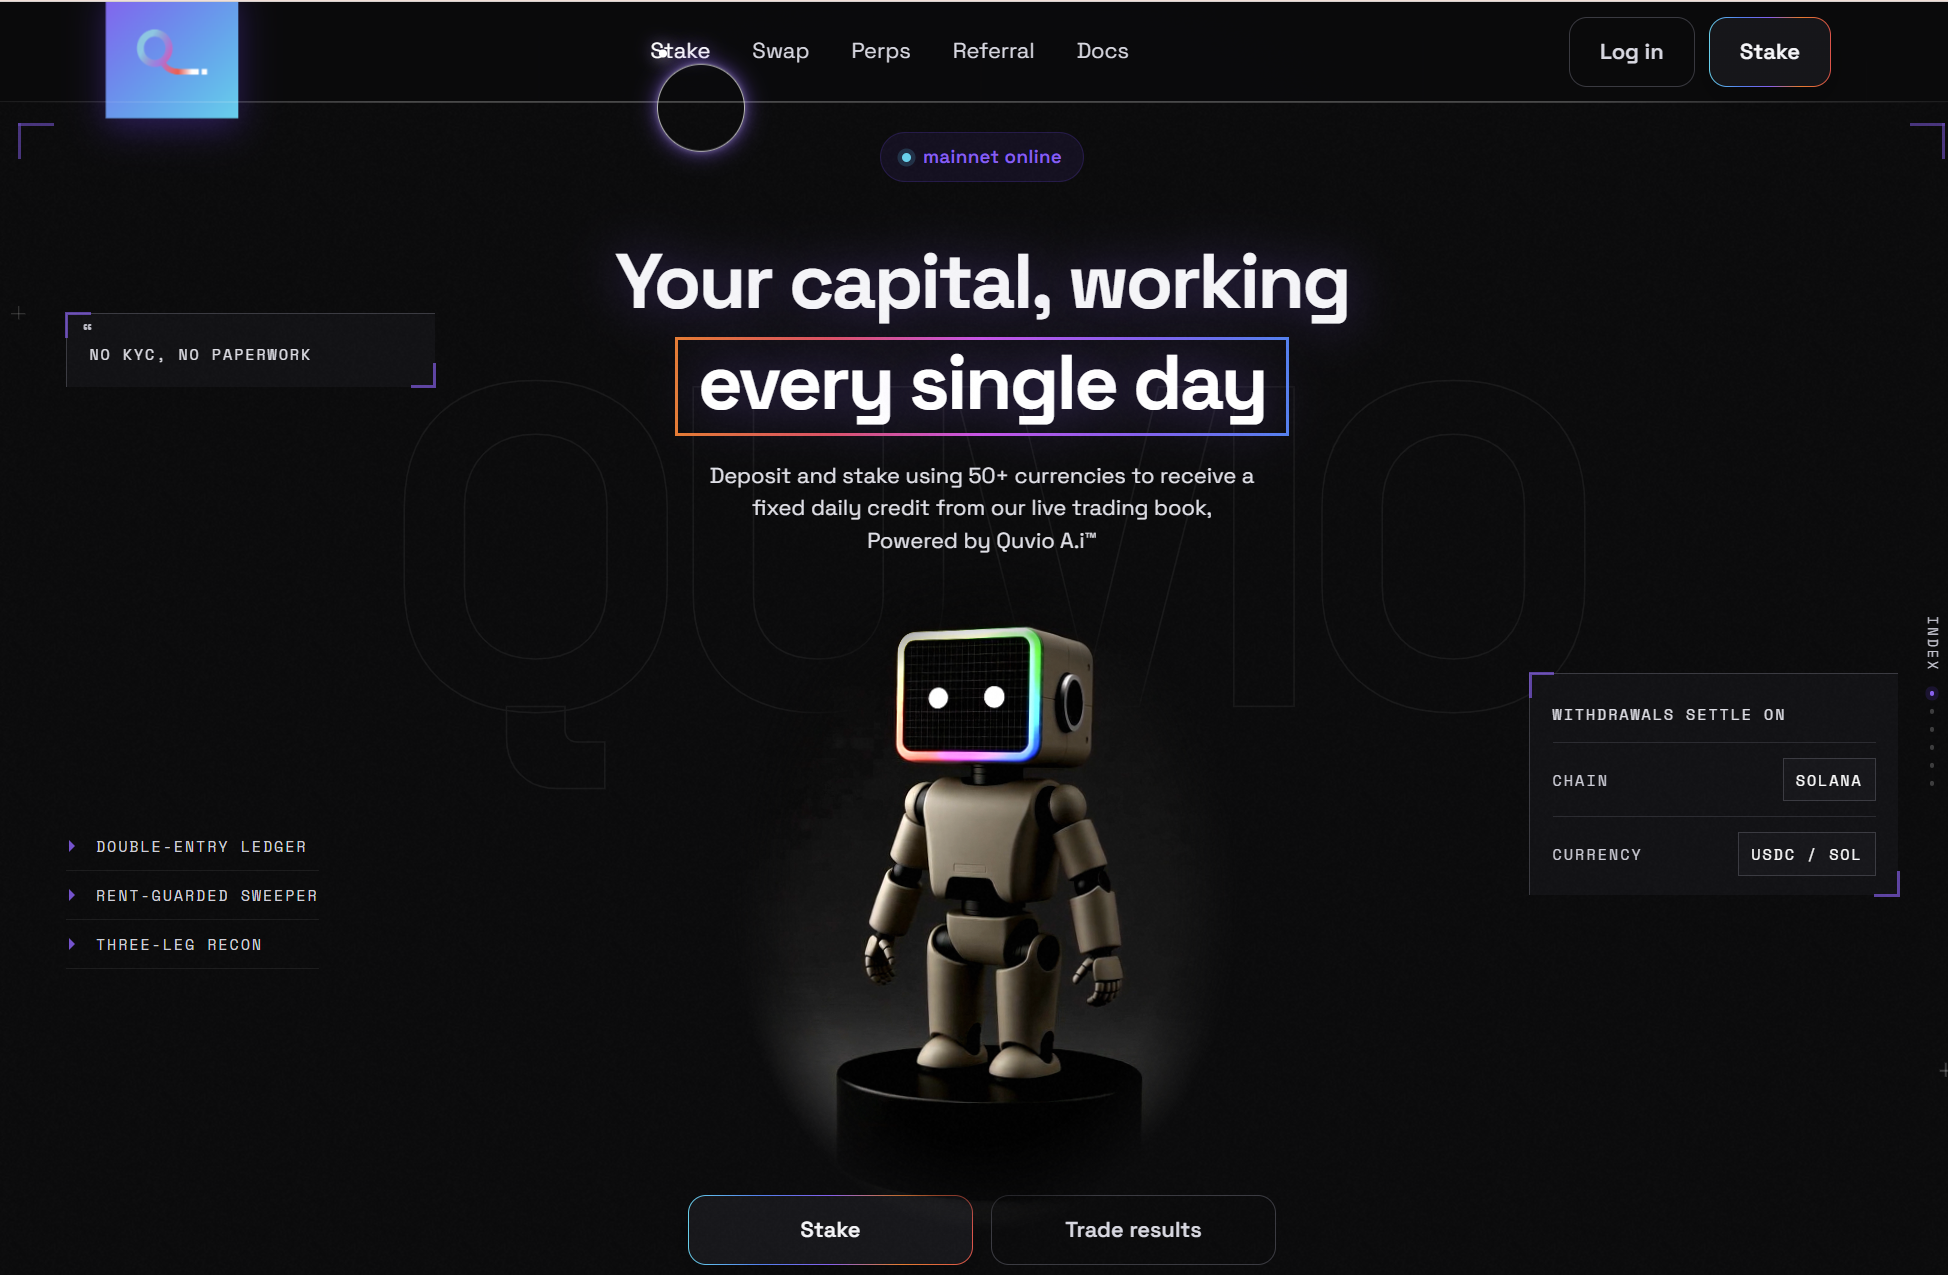 Stake
Swap
Perps
Referral
Docs
Log in
Stake
mainnet online
Your capital, working
every single day
“
NO KYC, NO PAPERWORK
Deposit and stake using 50+ currencies to receive a
fixed daily credit from our live trading book,
Powered by Quvio A.i™
QUVIO
INDEX
WITHDRAWALS SETTLE ON
CHAIN
SOLANA
CURRENCY
USDC / SOL
DOUBLE-ENTRY LEDGER
RENT-GUARDED SWEEPER
THREE-LEG RECON
Stake
Trade results